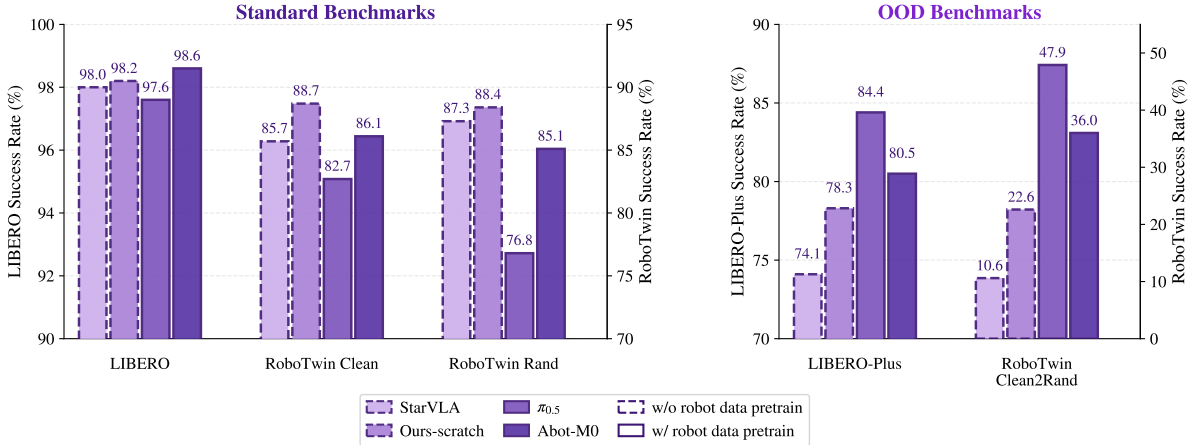 Standard Benchmarks
LIBERO Success Rate (%)
100
98
96
94
92
90
98.0
98.2
97.6
98.6
85.7
88.7
82.7
86.1
87.3
88.4
76.8
85.1
95
90
85
80
75
70
RoboTwin Success Rate (%)
LIBERO
RoboTwin Clean
RoboTwin Rand
OOD Benchmarks
LIBERO-Plus Success Rate (%)
90
85
80
75
70
74.1
78.3
84.4
80.5
10.6
22.6
47.9
36.0
50
40
30
20
10
0
RoboTwin Success Rate (%)
LIBERO-Plus
RoboTwin
Clean2Rand
StarVLA
Ours-scratch
π0.5
Abot-M0
w/o robot data pretrain
w/ robot data pretrain